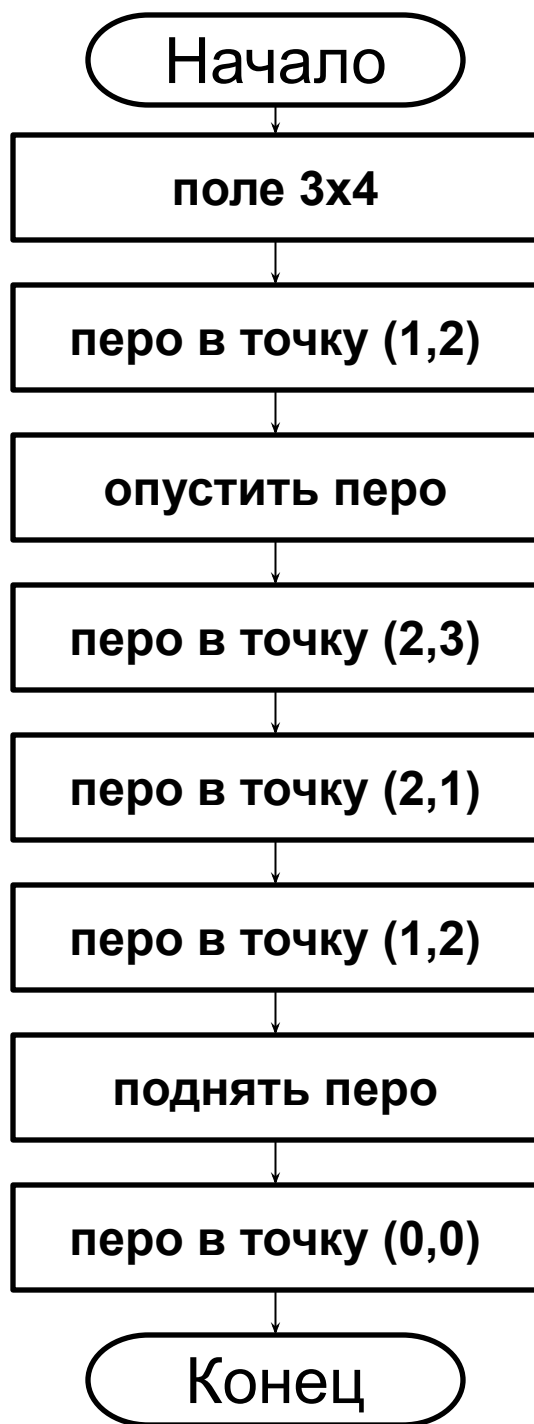 Начало
поле 3х4
перо в точку (1,2)
опустить перо
перо в точку (2,3)
перо в точку (2,1)
перо в точку (1,2)
поднять перо
перо в точку (0,0)
Конец